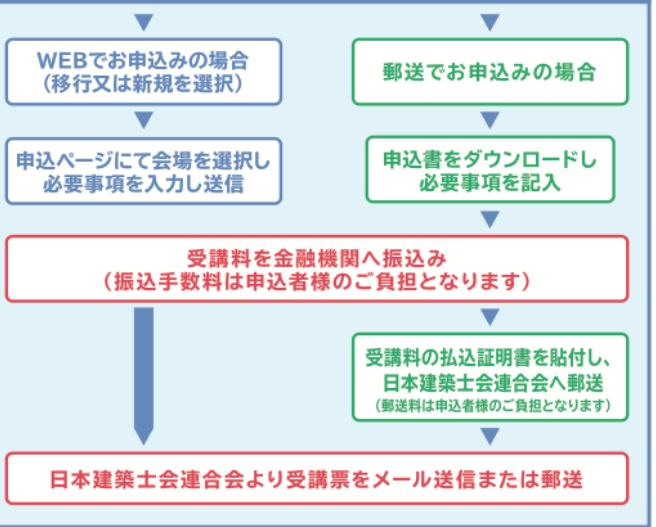 WEBでお申込みの場合
（移行又は新規を選択）
郵送でお申込みの場合
申込ページにて会場を選択し
必要事項を入力し送信
申込書をダウンロードし
必要事項を記入
受講料を金融機関へ振込み
（振込手数料は申込者様のご負担となります）
受講料の払込証明書を貼付し、
日本建築士会連合会へ郵送
（郵送料は申込者様のご負担となります）
日本建築士会連合会より受講票をメール送信または郵送